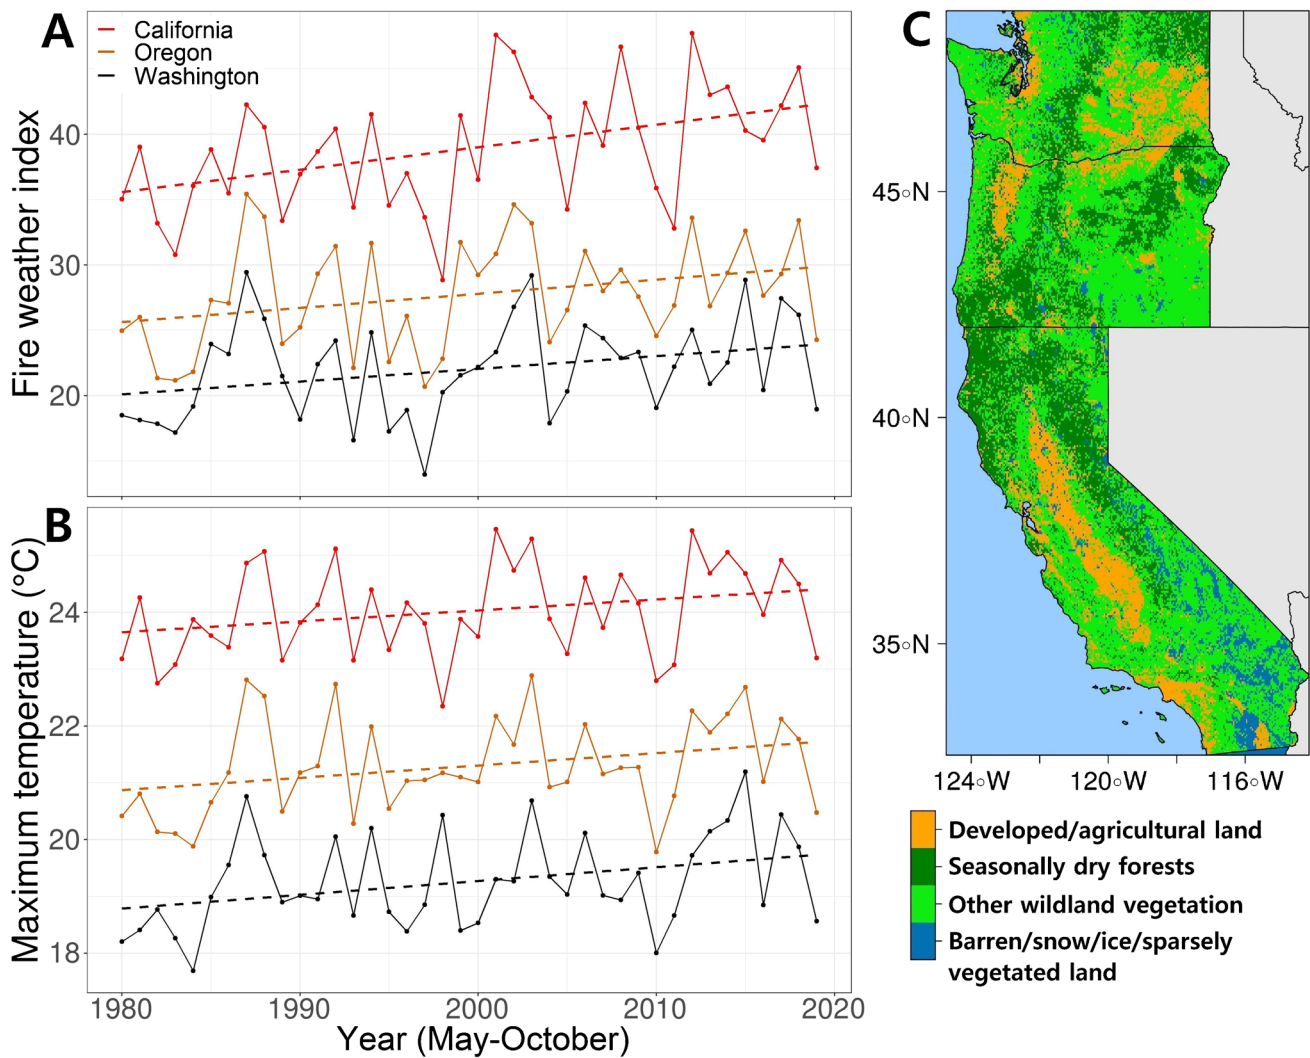 A
California
Oregon
Washington
Fire weather index
40
30
20
B
Maximum temperature (°C)
24
22
20
18
1980
1990
2000
2010
2020
Year (May-October)
C
45°N
40°N
35°N
124°W
120°W
116°W
Developed/agricultural land
Seasonally dry forests
Other wildland vegetation
Barren/snow/ice/sparsely
vegetated land